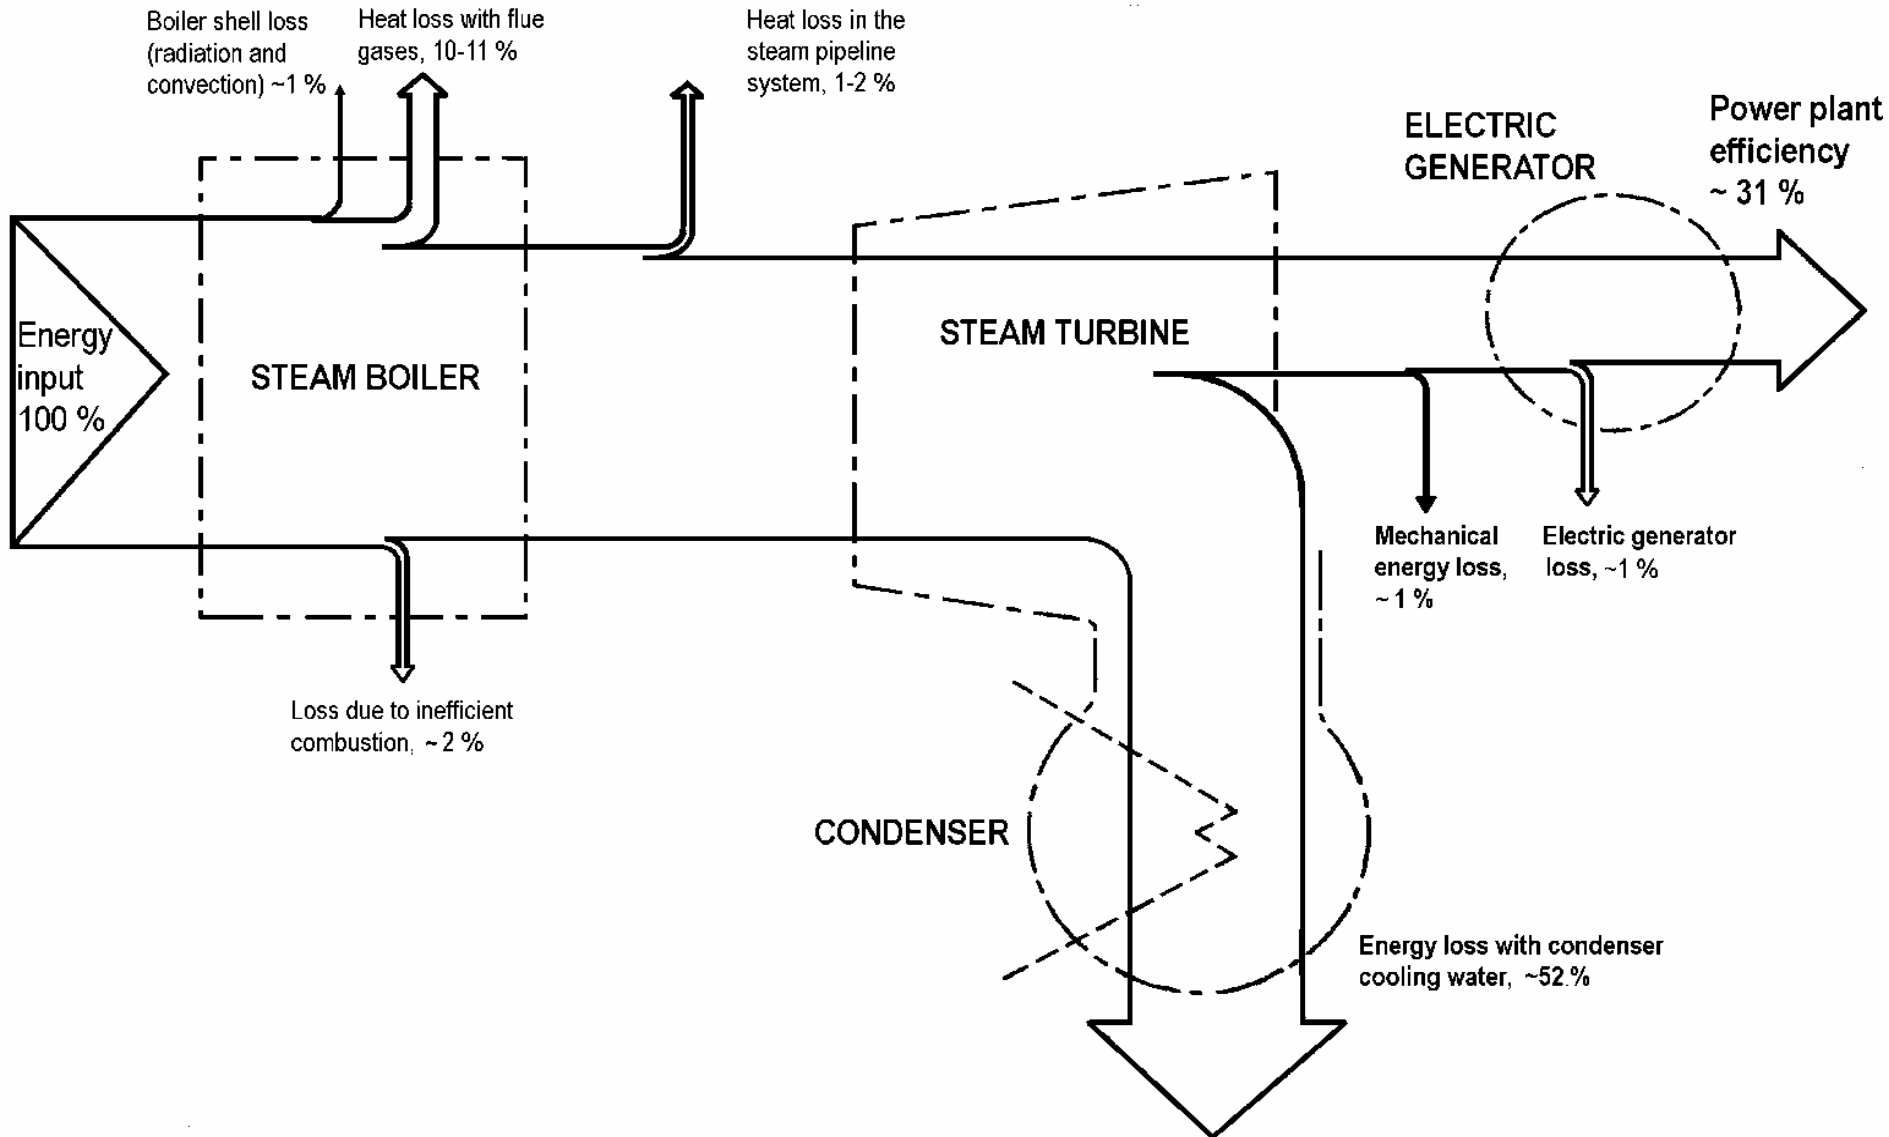 Boiler shell loss
(radiation and
convection) ~1 %
Heat loss with flue
gases, 10-11 %
Heat loss in the
steam pipeline
system, 1-2 %
ELECTRIC
GENERATOR
Power plant
efficiency
~ 31 %
Energy
input
100 %
STEAM BOILER
STEAM TURBINE
Mechanical
energy loss,
~ 1 %
Electric generator
loss, ~1 %
Loss due to inefficient
combustion, ~ 2 %
CONDENSER
Energy loss with condenser
cooling water, ~52 %